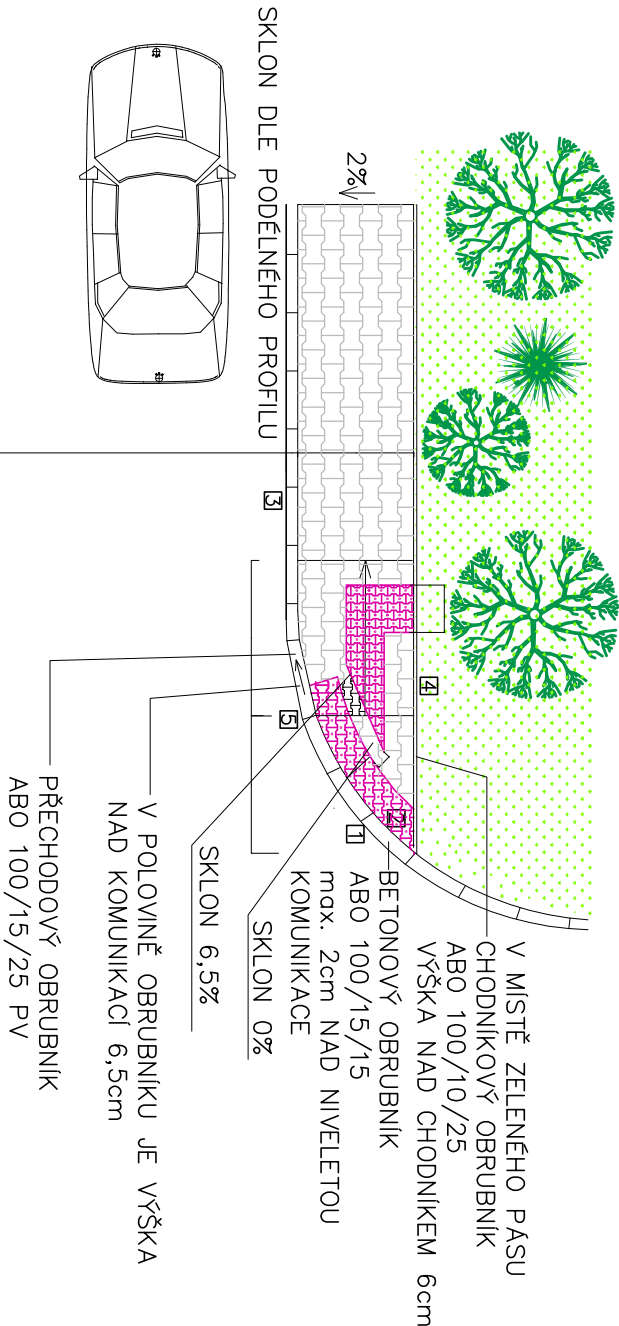 V MÍSTĚ ZELENÉHO PÁSU
CHODNÍKOVÝ OBRUBNÍK
ABO 100/10/25
VÝŠKA NAD CHODNÍKEM 6cm
BETONOVÝ OBRUBNÍK
ABO 100/15/15
max. 2cm NAD NIVELETOU
KOMUNIKACE
SKLON 0%
SKLON 6,5%
V POLOVINĚ OBRUBNÍKU JE VÝŠKA
NAD KOMUNIKACÍ 6,5cm
PŘECHODOVÝ OBRUBNÍK
ABO 100/15/25 PV
2%
SKLON DLE PODÉLNÉHO PROFILU
4
2
1
5
3